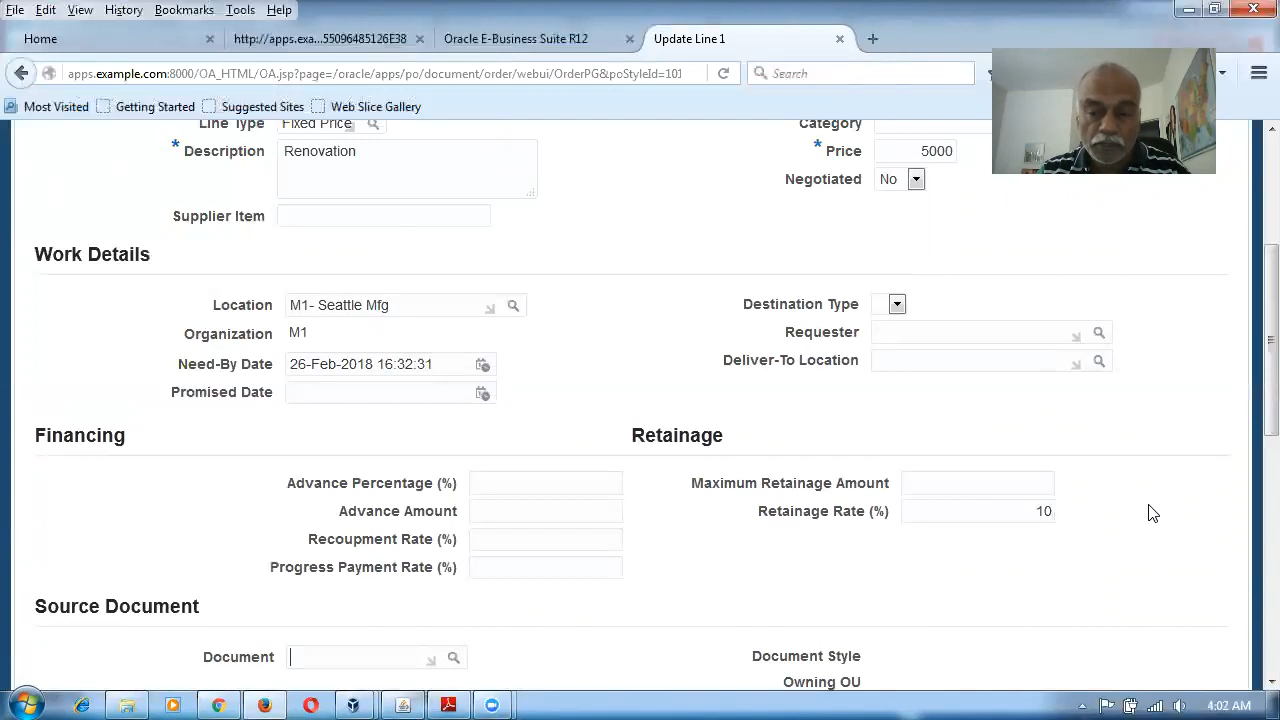 File Edit View History Bookmarks Tools Help
Home http://apps.exa...55096485126E38 Oracle E-Business Suite R12 Update Line 1
apps.example.com:8000/OA_HTML/OA.jsp?page=/oracle/apps/po/document/order/webui/ Search
Most Visited Getting Started Suggested Sites Web Slice Gallery
Line Type Fixed Price Category
* Description Renovation * Price 5000
Negotiated No
Supplier Item
Work Details
Location M1- Seattle Mfg Destination Type
Organization M1 Requester
Need-By Date 26-Feb-2018 16:32:31 Deliver-To Location
Promised Date
Financing Retainage
Advance Percentage (%) Maximum Retainage Amount
Advance Amount Retainage Rate (%) 10
Recoupment Rate (%)
Progress Payment Rate (%)
Source Document
Document Document Style
Owning OU
4:02 AM